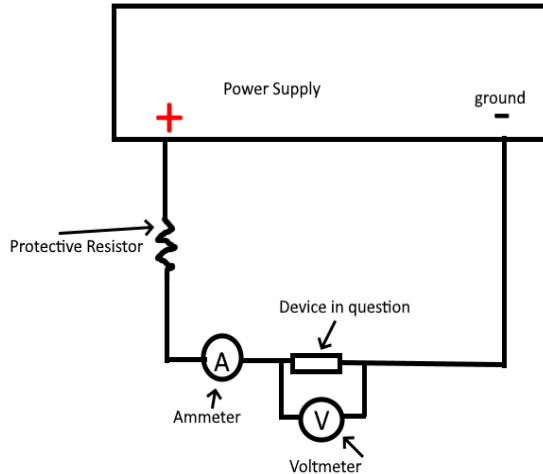 Power Supply
ground
+
-
Protective Resistor
Device in question
A
Ammeter
V
Voltmeter